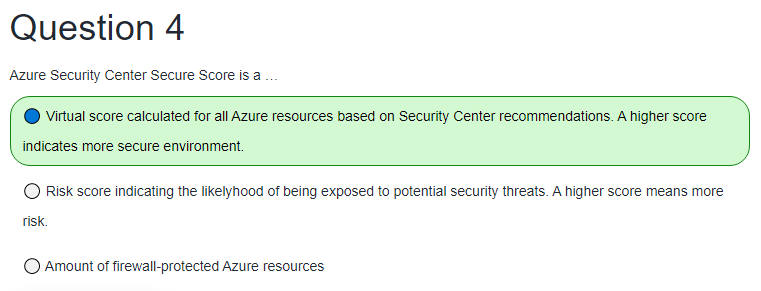 Question 4
Azure Security Center Secure Score is a ...
Virtual score calculated for all Azure resources based on Security Center recommendations. A higher score
indicates more secure environment.
Risk score indicating the likelyhood of being exposed to potential security threats. A higher score means more
risk.
Amount of firewall-protected Azure resources